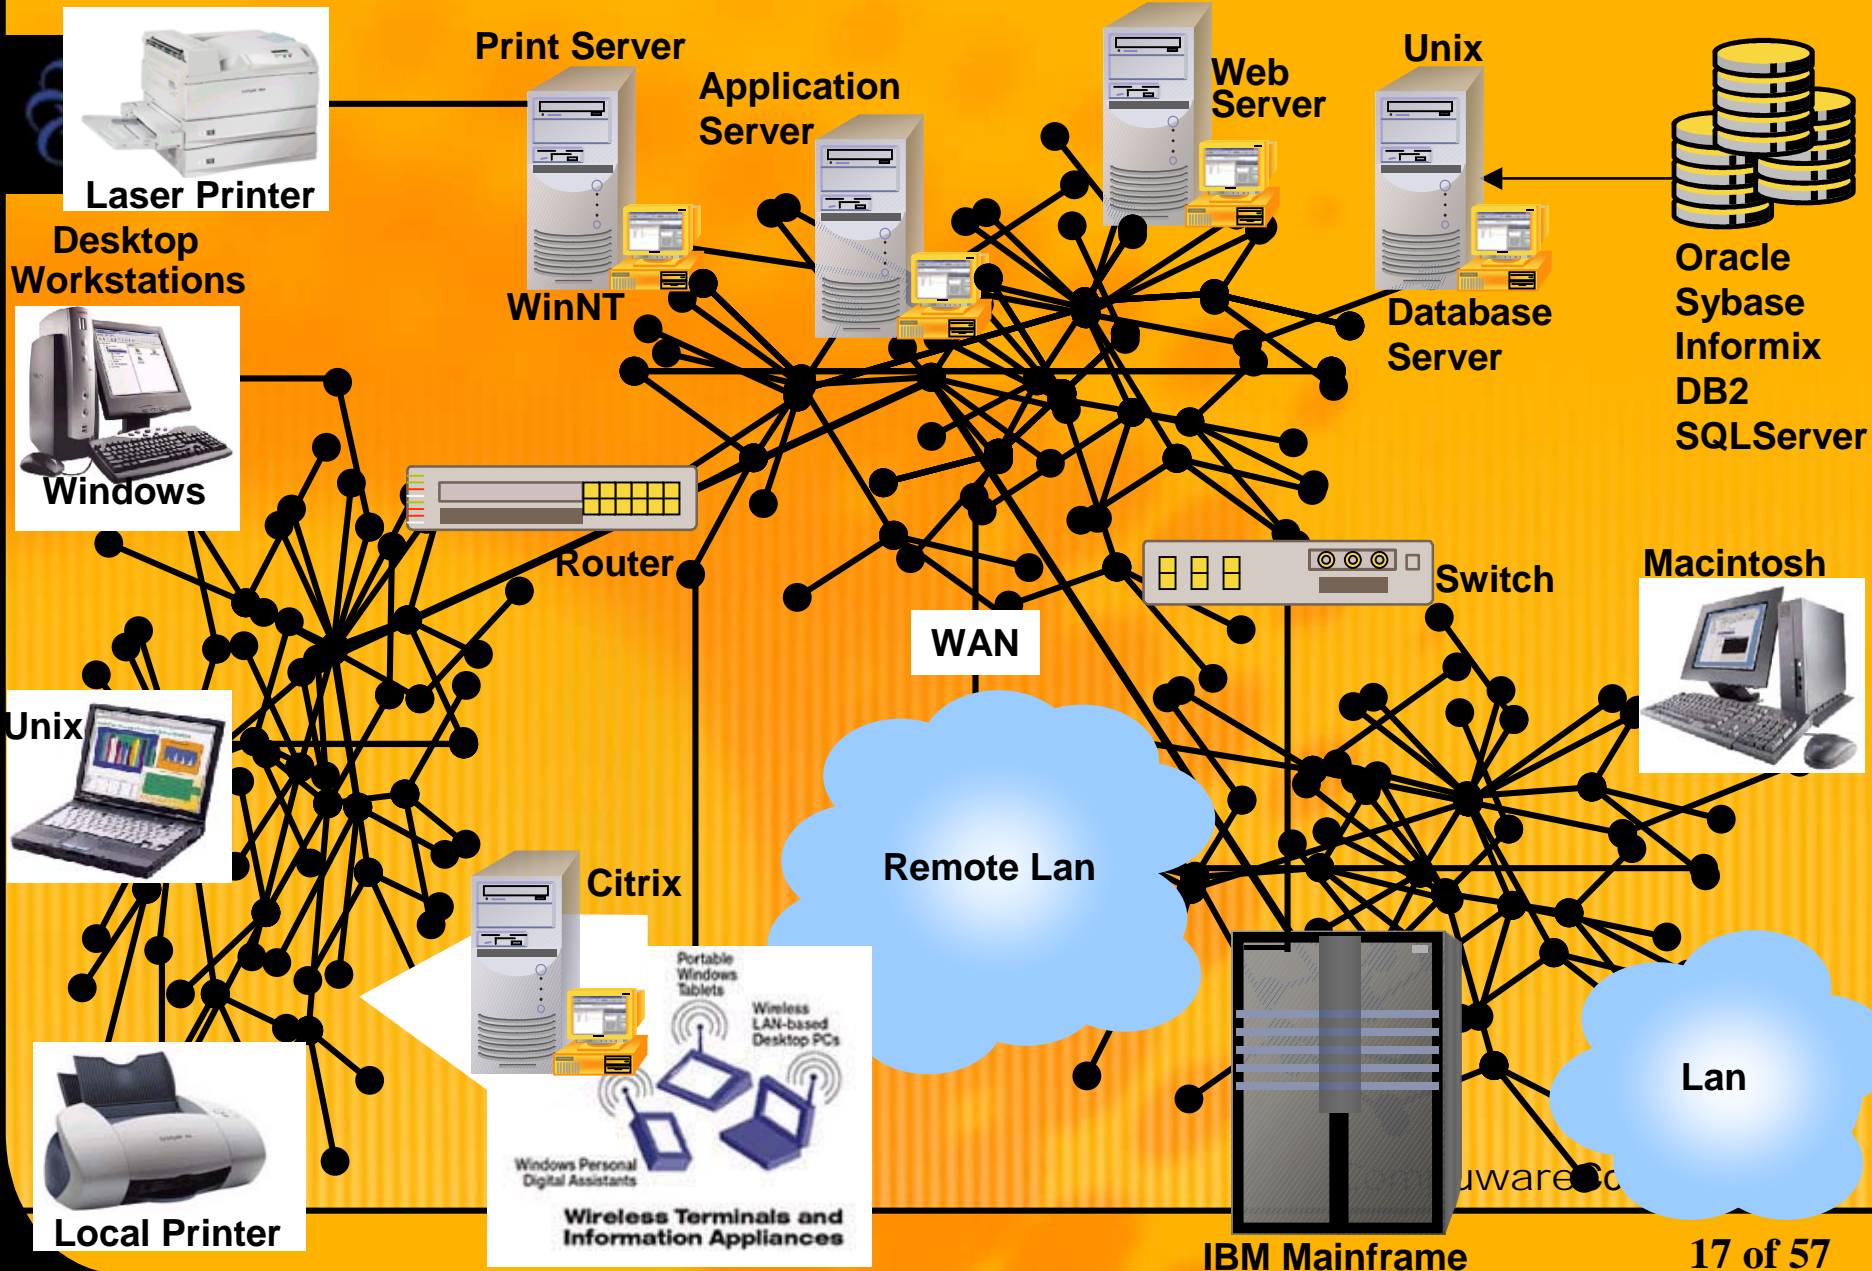 Print Server
Unix
Application
Server
Web
Server
Laser Printer
Desktop
Workstations
WinNT
Database
Server
Oracle
Sybase
Informix
DB2
SQLServer
Windows
Router
Switch
Macintosh
WAN
Unix
Remote Lan
Citrix
Portable
Windows
Tablets
Wireless
LAN-based
Desktop PCs
Windows Personal
Digital Assistants
Wireless Terminals and
Information Appliances
Lan
Local Printer
IBM Mainframe
17 of 57